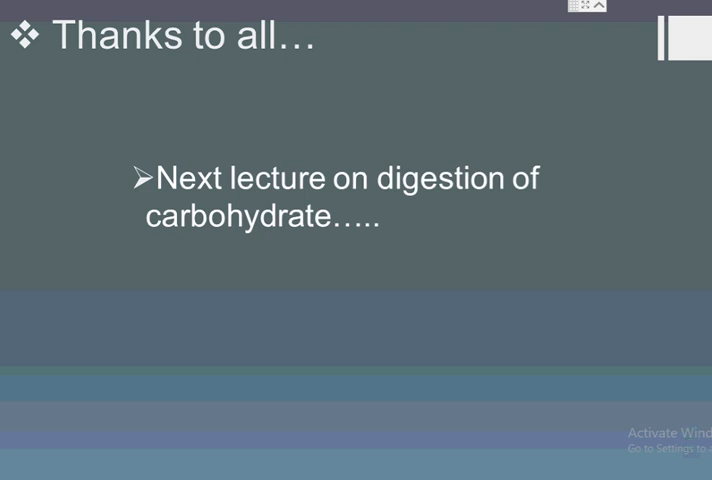 ❖ Thanks to all…
➢Next lecture on digestion of
carbohydrate…..
Activate Wind
Go to Settings to a